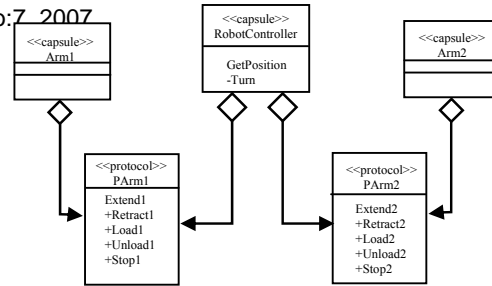 o:7, 2007
<<capsule>>
Arm1
<<capsule>>
RobotController
GetPosition
-Turn
<<capsule>>
Arm2
<<protocol>>
PArm1
Extend1
+Retract1
+Load1
+Unload1
+Stop1
<<protocol>>
PArm2
Extend2
+Retract2
+Load2
+Unload2
+Stop2